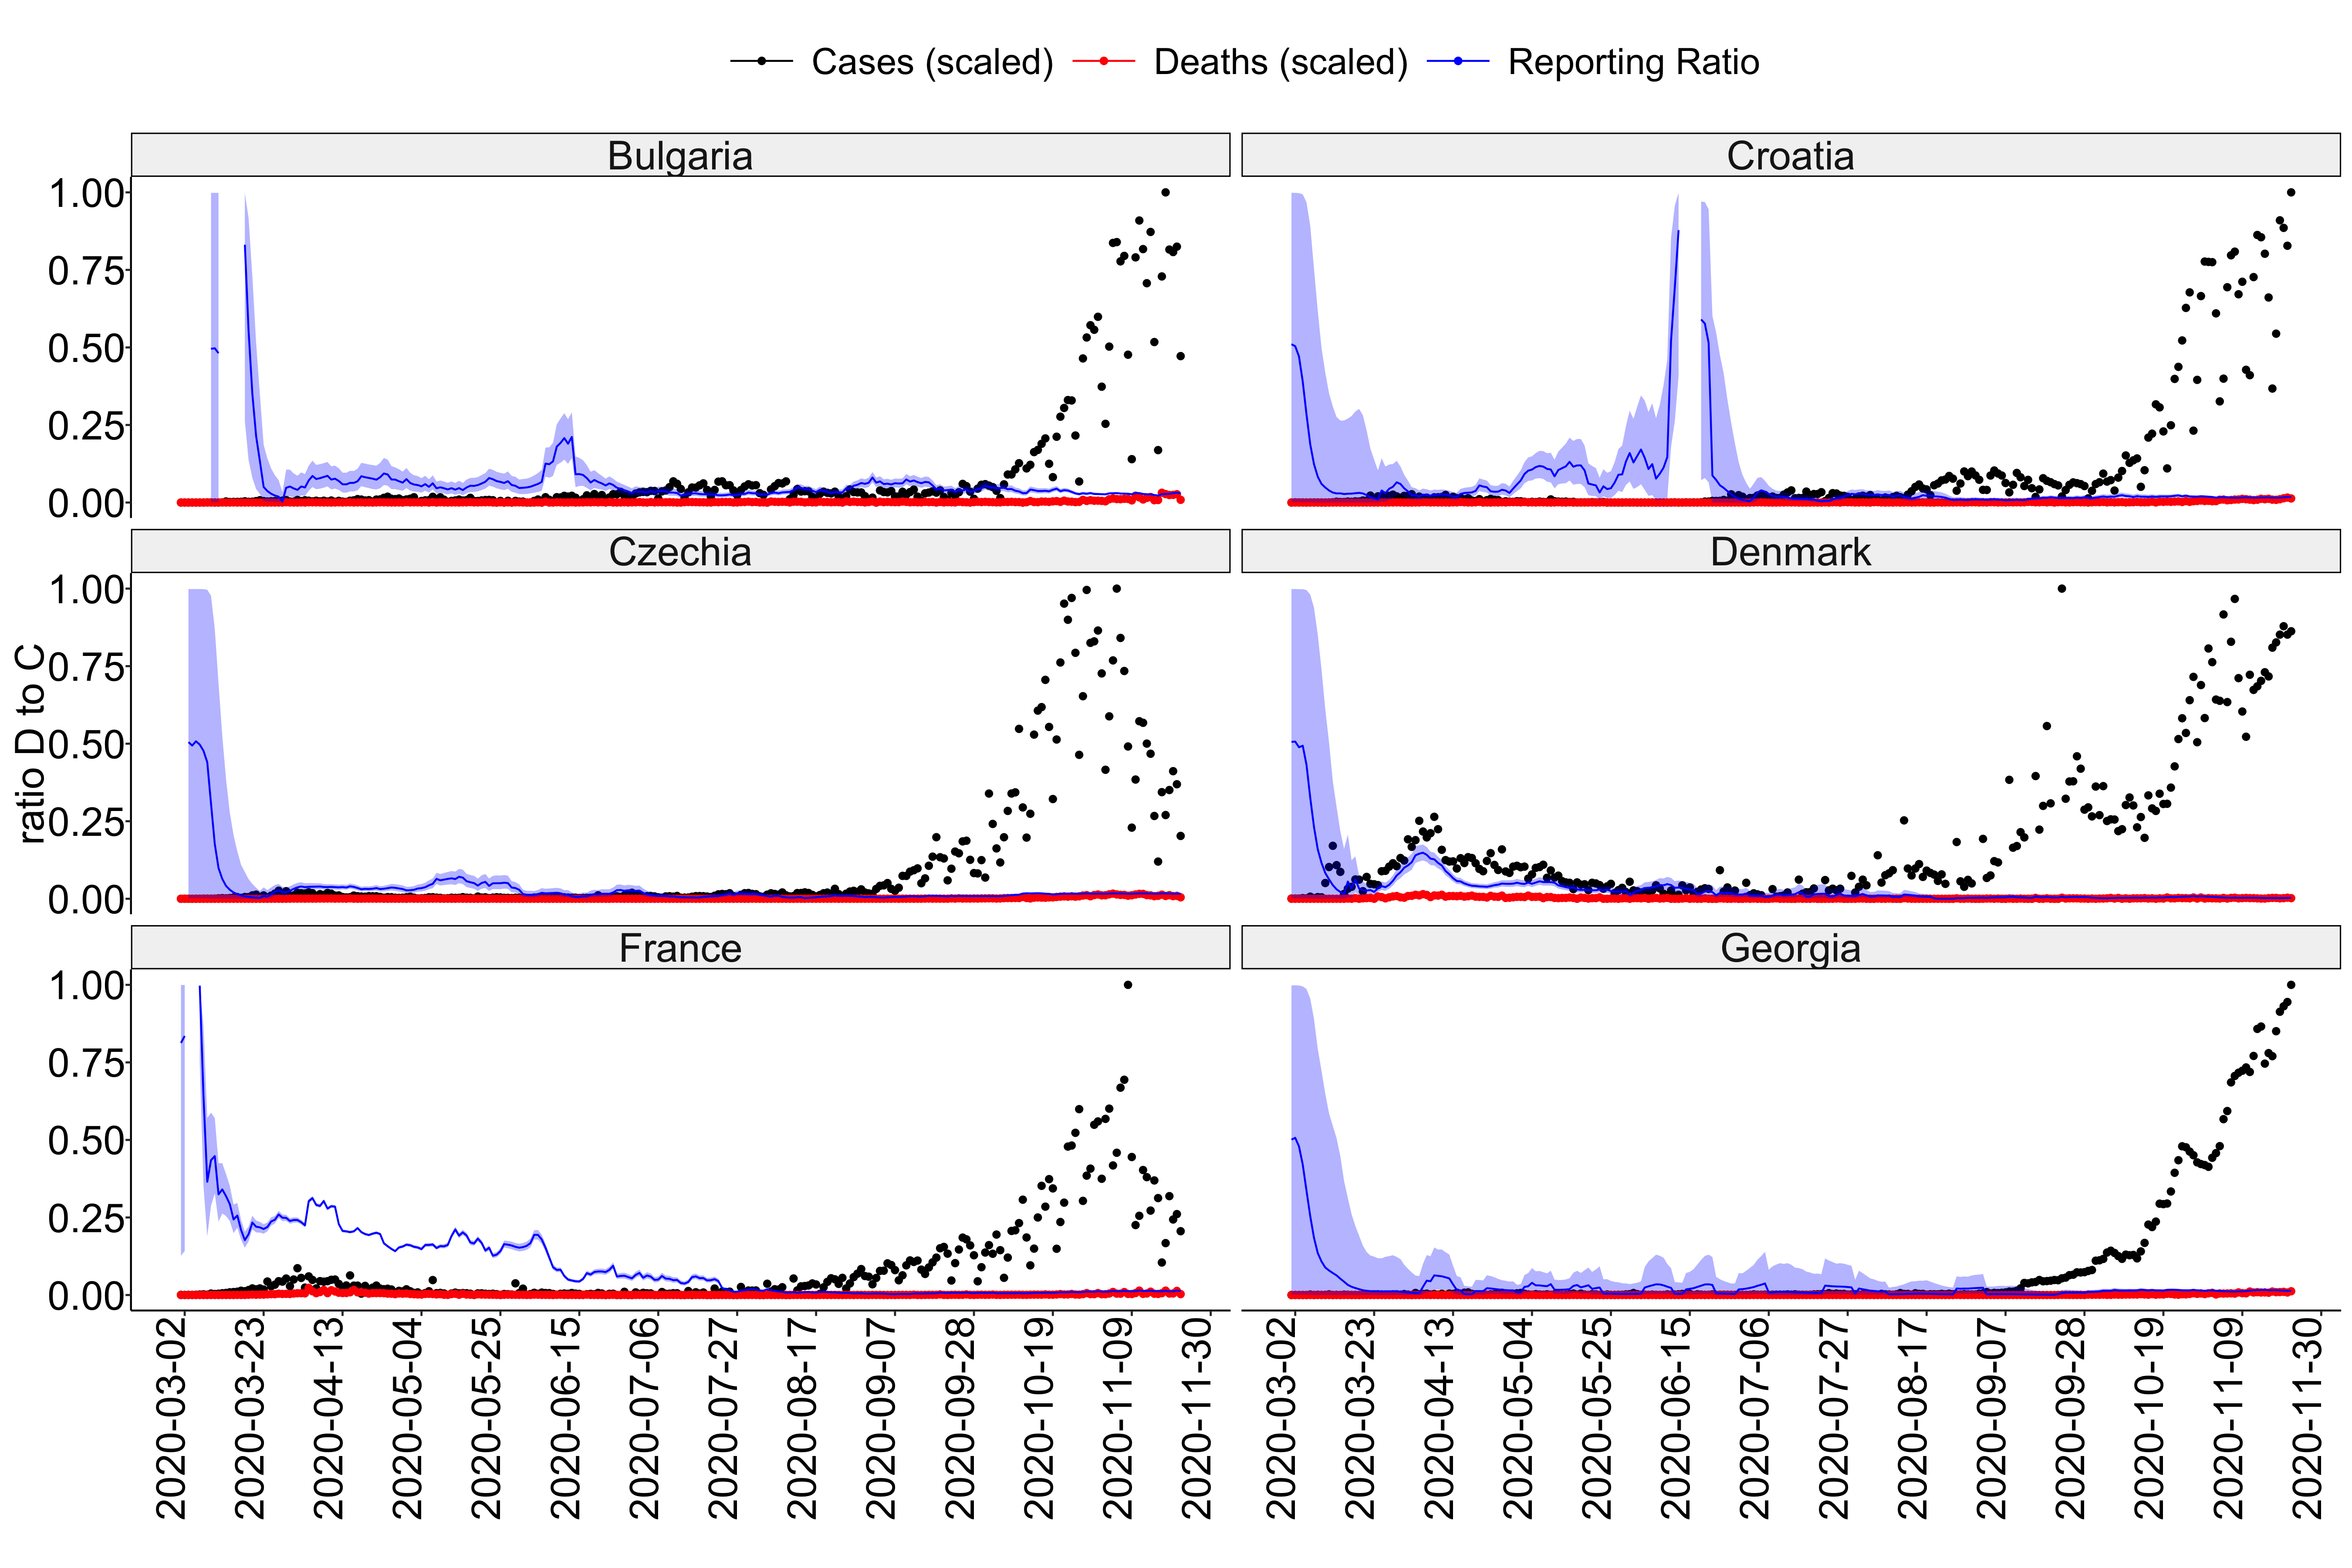 Cases (scaled) Deaths (scaled) Reporting Ratio
Bulgaria Croatia
1.00
0.75
0.50
0.25
0.00
Czechia Denmark
1.00
0.75
0.50
0.25
0.00
ratio D to C
France Georgia
1.00
0.75
0.50
0.25
0.00
2020-03-02 2020-03-23 2020-04-13 2020-05-04 2020-05-25 2020-06-15 2020-07-06 2020-07-27 2020-08-17 2020-09-07 2020-09-28 2020-10-19 2020-11-09 2020-11-30
2020-03-02 2020-03-23 2020-04-13 2020-05-04 2020-05-25 2020-06-15 2020-07-06 2020-07-27 2020-08-17 2020-09-07 2020-09-28 2020-10-19 2020-11-09 2020-11-30